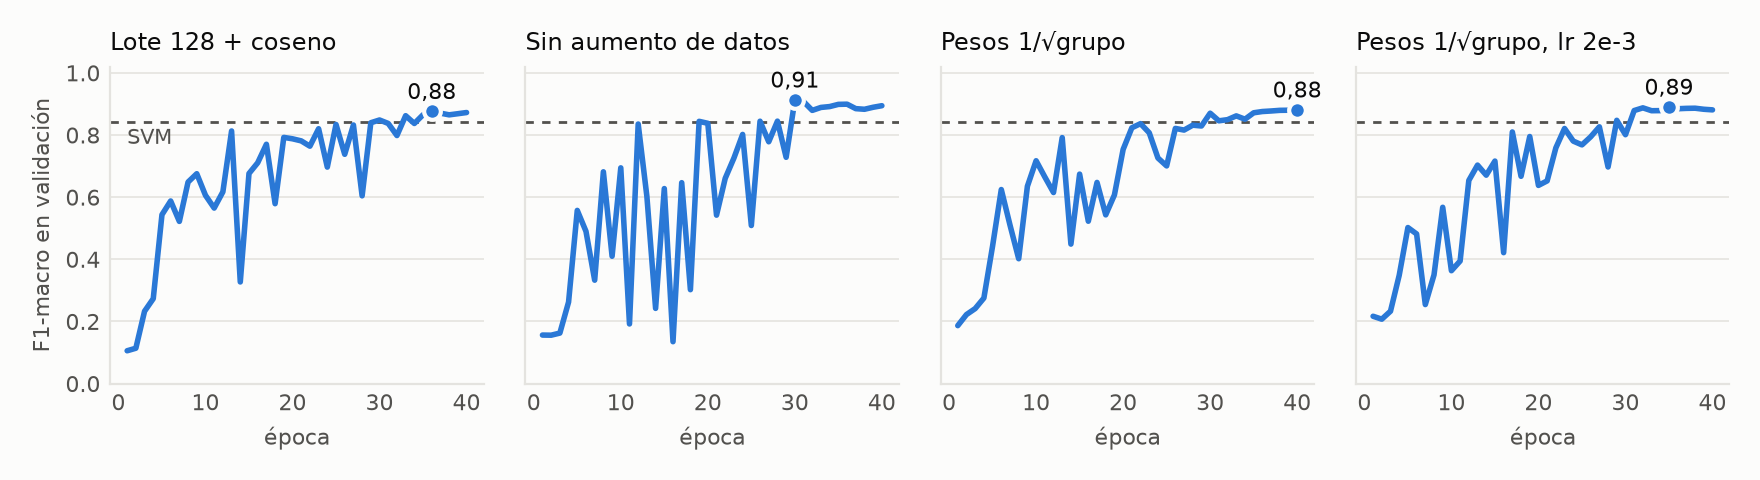 Lote 128 + coseno
Sin aumento de datos
Pesos 1/√grupo
Pesos 1/√grupo, lr 2e-3
F1-macro en validación
1.0
0.8
0.6
0.4
0.2
0.0
SVM
0,88
0,91
0,88
0,89
0 10 20 30 40
0 10 20 30 40
0 10 20 30 40
0 10 20 30 40
época
época
época
época